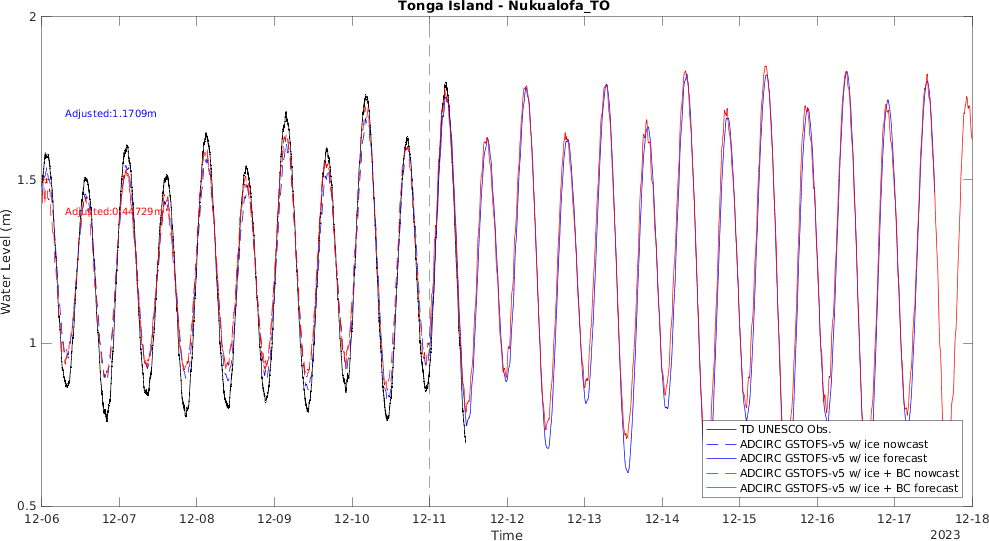 Tonga Island - Nukualofa_TO
2
1.5
1
0.5
Water Level (m)
Adjusted:1.1709m
Adjusted:0.44729m
TD UNESCO Obs.
ADCIRC GSTOFS-v5 w/ ice nowcast
ADCIRC GSTOFS-v5 w/ ice forecast
ADCIRC GSTOFS-v5 w/ ice + BC nowcast
ADCIRC GSTOFS-v5 w/ ice + BC forecast
12-06 12-07 12-08 12-09 12-10 12-11 12-12 12-13 12-14 12-15 12-16 12-17 12-18
Time
2023